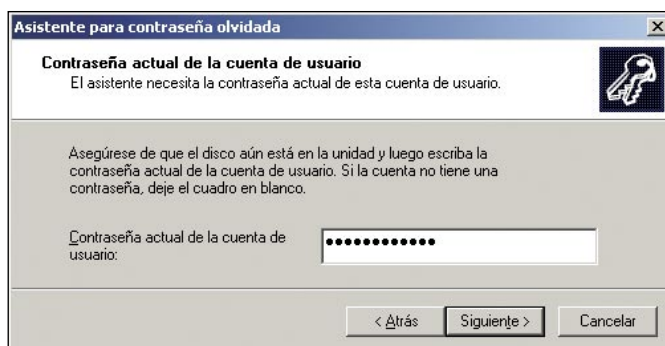 Asistente para contraseña olvidada
Contraseña actual de la cuenta de usuario
El asistente necesita la contraseña actual de esta cuenta de usuario.
Asegúrese de que el disco aún está en la unidad y luego escriba la
contraseña actual de la cuenta de usuario. Si la cuenta no tiene una
contraseña, deje el cuadro en blanco.
Contraseña actual de la cuenta de
usuario:
●●●●●●●●●●●●
< Atrás
Siguiente >
Cancelar